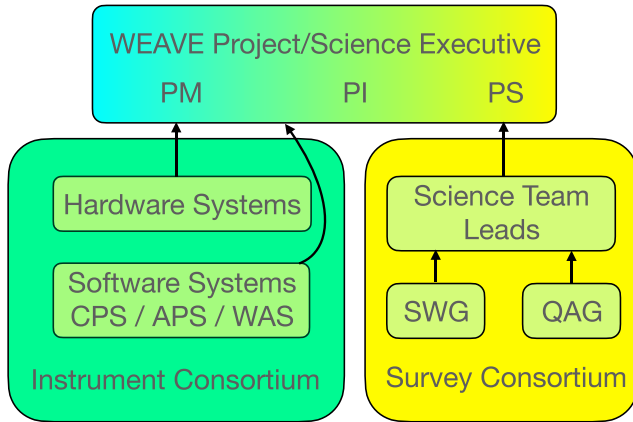 WEAVE Project/Science Executive
PM PI PS
Hardware Systems
Software Systems
CPS / APS / WAS
Instrument Consortium
Science Team
Leads
SWG QAG
Survey Consortium